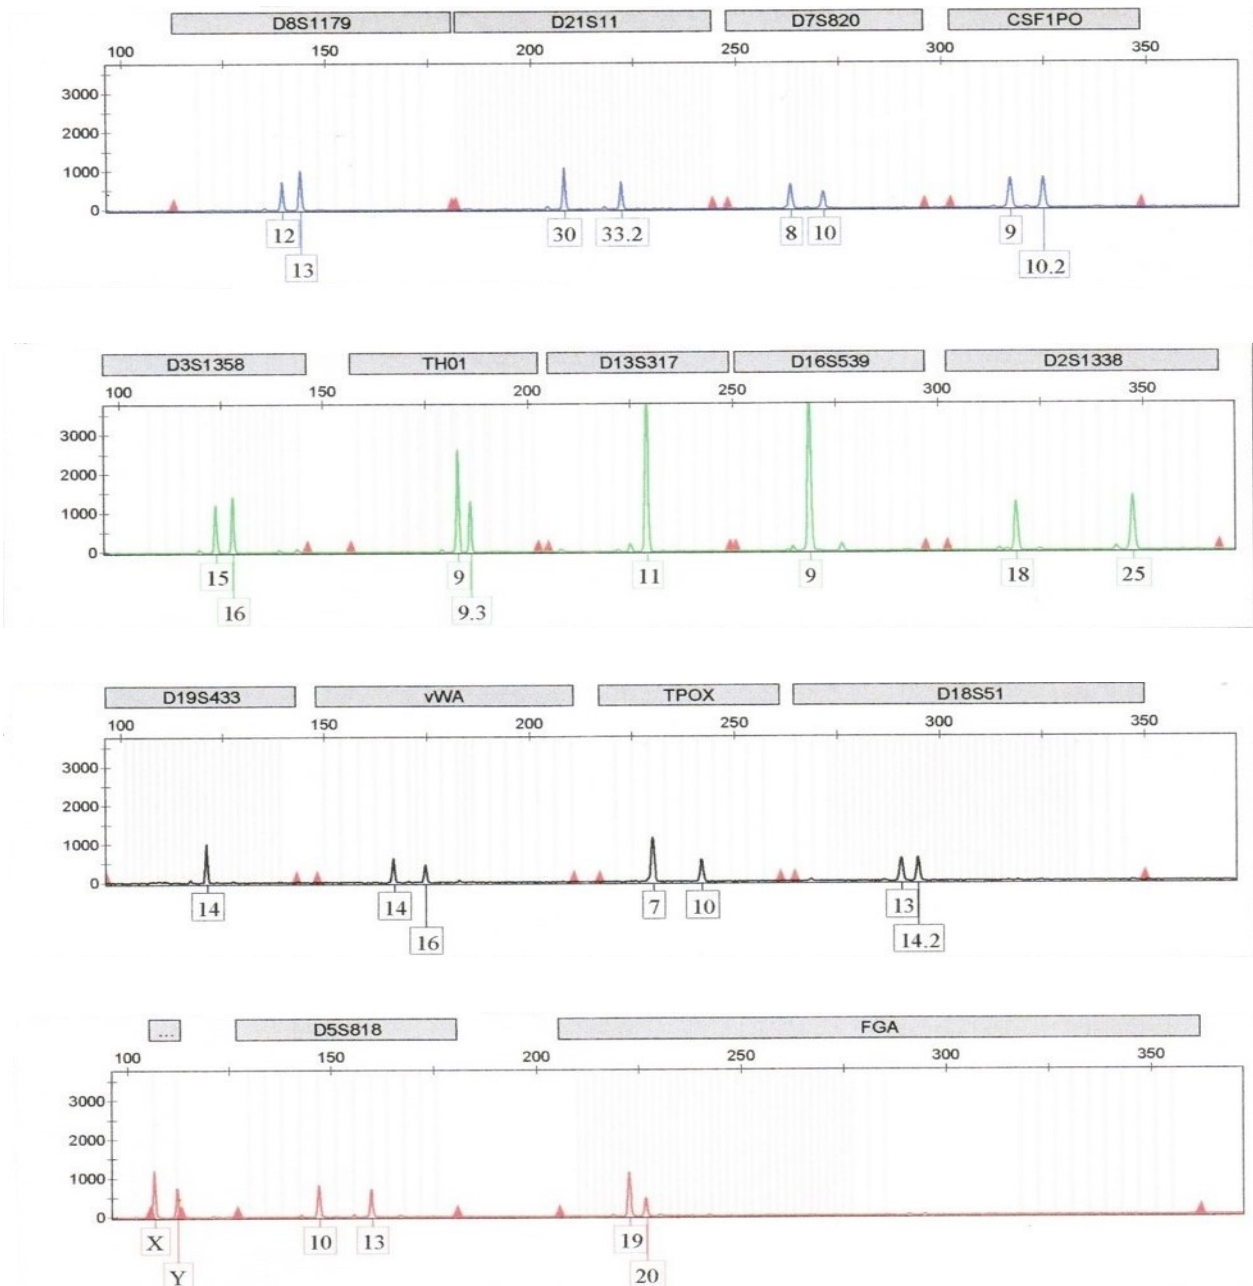 D8S1179 D21S11 D7S820 CSF1PO
100 150 200 250 300 350
3000
2000
1000
0
12 30 33.2 8 10 9
13 10.2
D3S1358 TH01 D13S317 D16S539 D2S1338
100 150 200 250 300 350
3000
2000
1000
0
15 9 11 9 18 25
16 9.3
D19S433 vWA TPOX D18S51
100 150 200 250 300 350
3000
2000
1000
0
14 14 7 10 13
16 14.2
... D5S818 FGA
100 150 200 250 300 350
3000
2000
1000
0
X 10 13 19
Y 20